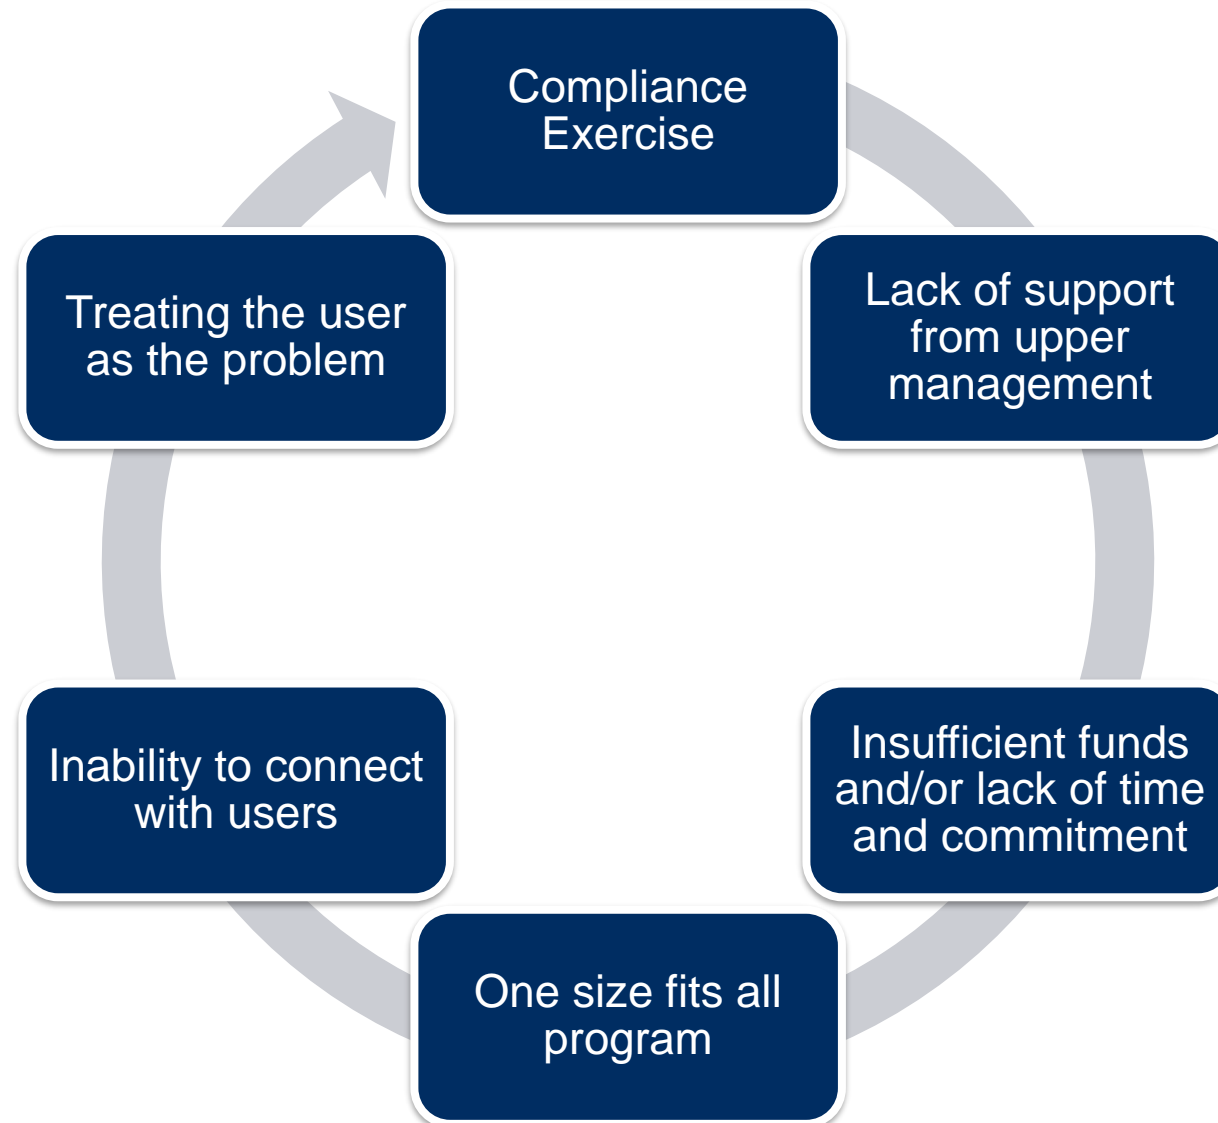 Compliance
Exercise
Lack of support
from upper
management
Insufficient funds
and/or lack of time
and commitment
One size fits all
program
Inability to connect
with users
Treating the user
as the problem